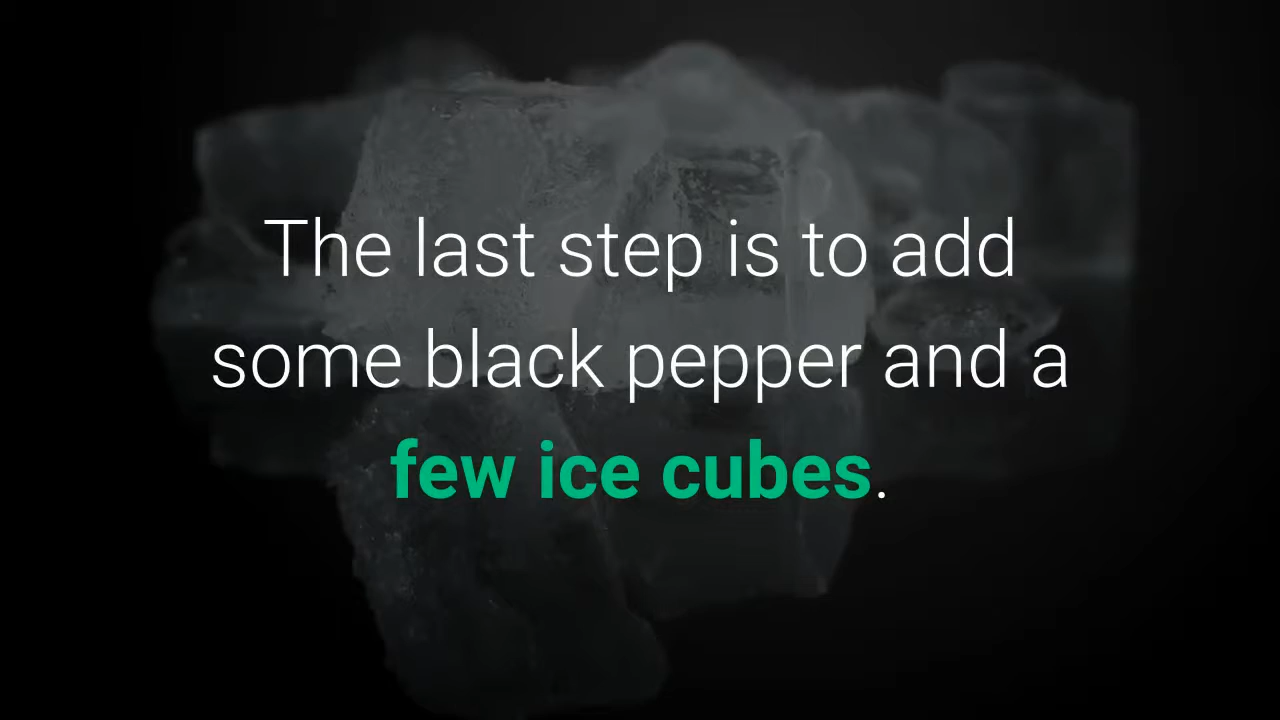 The last step is to add
some black pepper and a
few ice cubes.